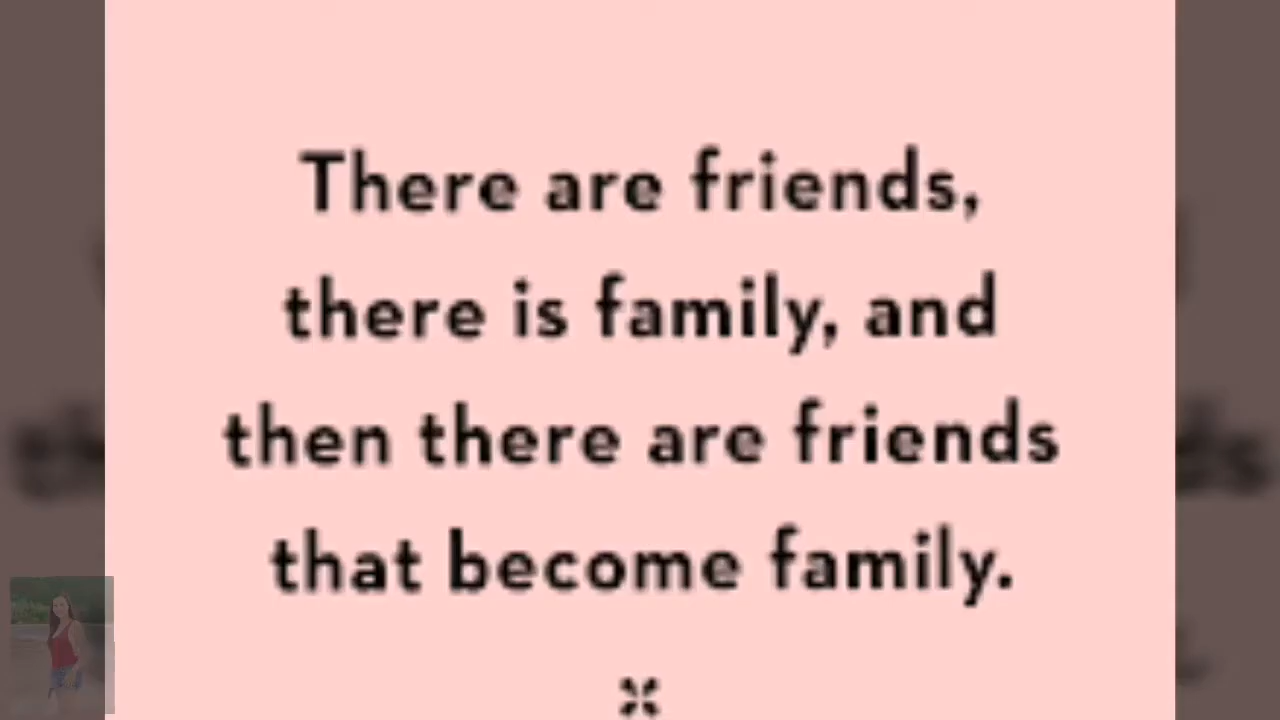 There are friends,
there is family, and
then there are friends
that become family.